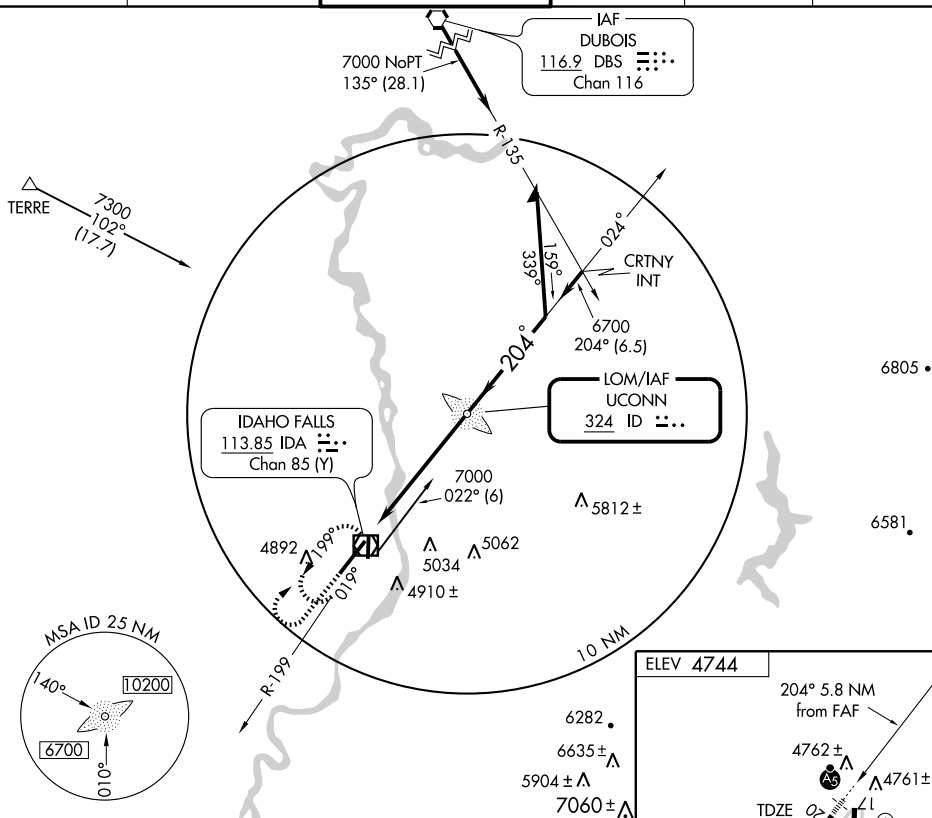 IAF
DUBOIS
116.9 DBS
Chan 116
7000 NoPT
135° (28.1)
R-135
TERRE
7300
102°
(17.7)
024°
CRTNY
INT
159°
339°
6700
204° (6.5)
204°
6805
LOM/IAF
UCONN
324 ID
IDAHO FALLS
113.85 IDA
Chan 85 (Y)
7000
022° (6)
5812 ±
6581
4892
199°
5034
5062
019°
4910 ±
10 NM
R-199
MSA ID 25 NM
140°
10200
6700
010°
ELEV 4744
204° 5.8 NM
from FAF
6282
6635 ±
5904 ±
7060 ±
4762 ±
A5
4761 ±
TDZE
20
17